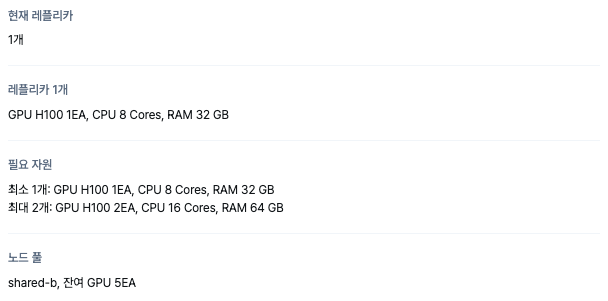 현재 레플리카
1개
레플리카 1개
GPU H100 1EA, CPU 8 Cores, RAM 32 GB
필요 자원
최소 1개: GPU H100 1EA, CPU 8 Cores, RAM 32 GB
최대 2개: GPU H100 2EA, CPU 16 Cores, RAM 64 GB
노드 풀
shared-b, 잔여 GPU 5EA